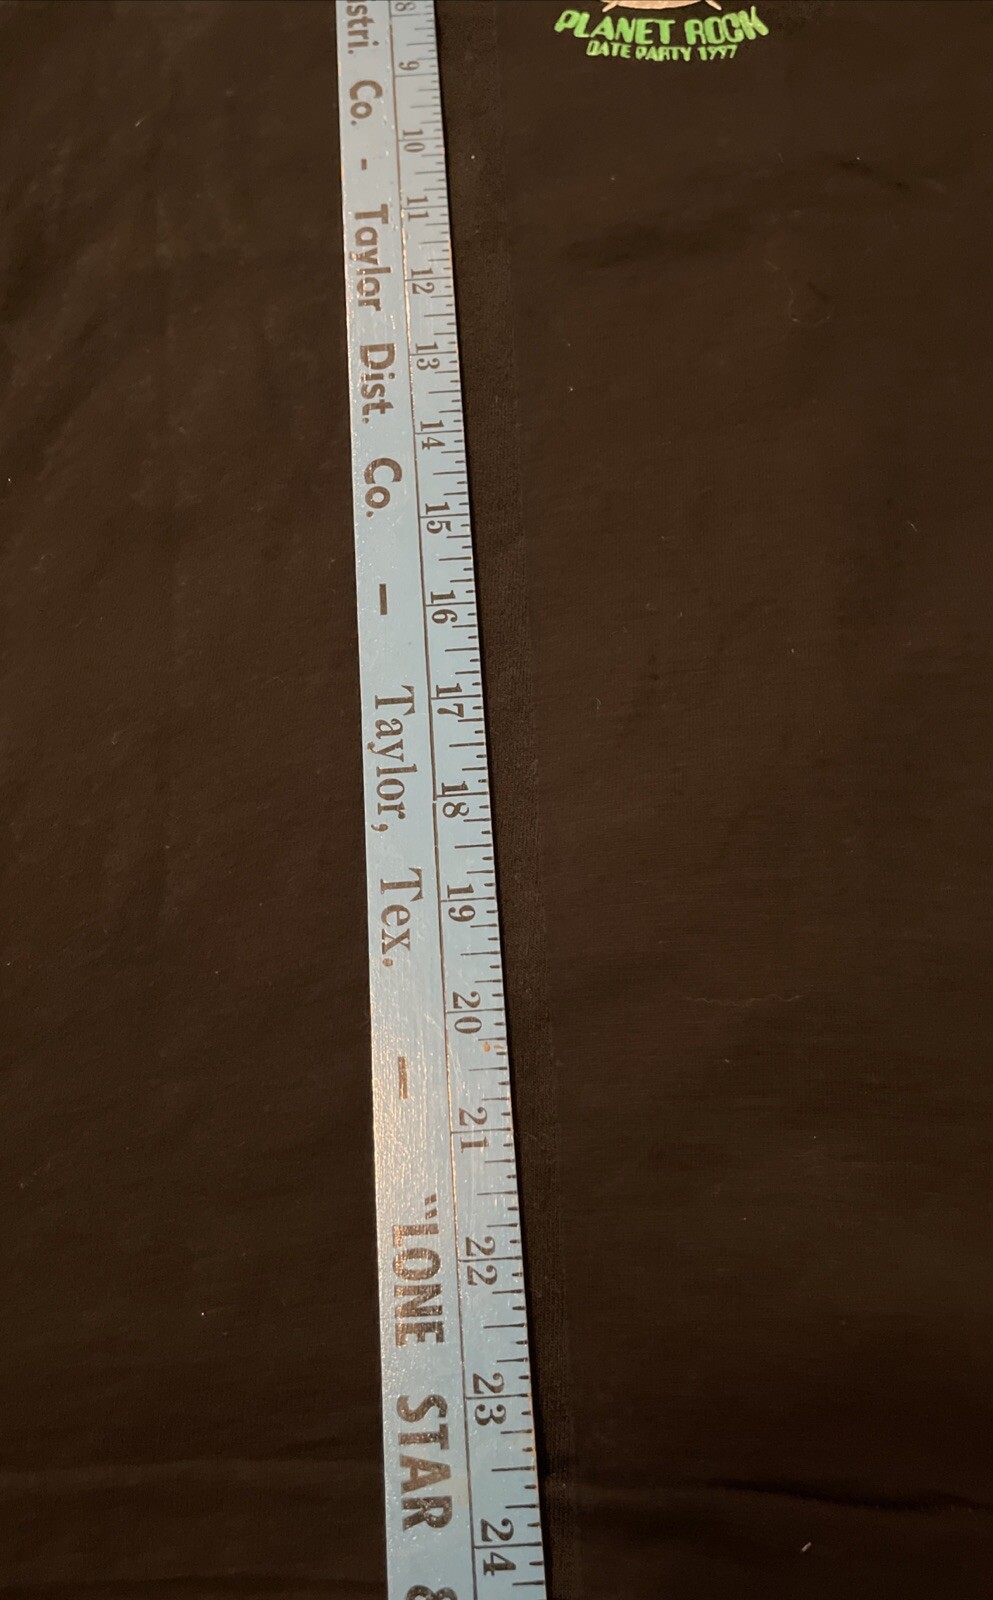 PLANET ROCK
DATE PARTY 1997
8 9 10 11 12 13 14 15 16 17 18 19 20 21 22 23 24
Co. - Taylor Dist. Co. — Taylor, Tex. — "LONE STAR